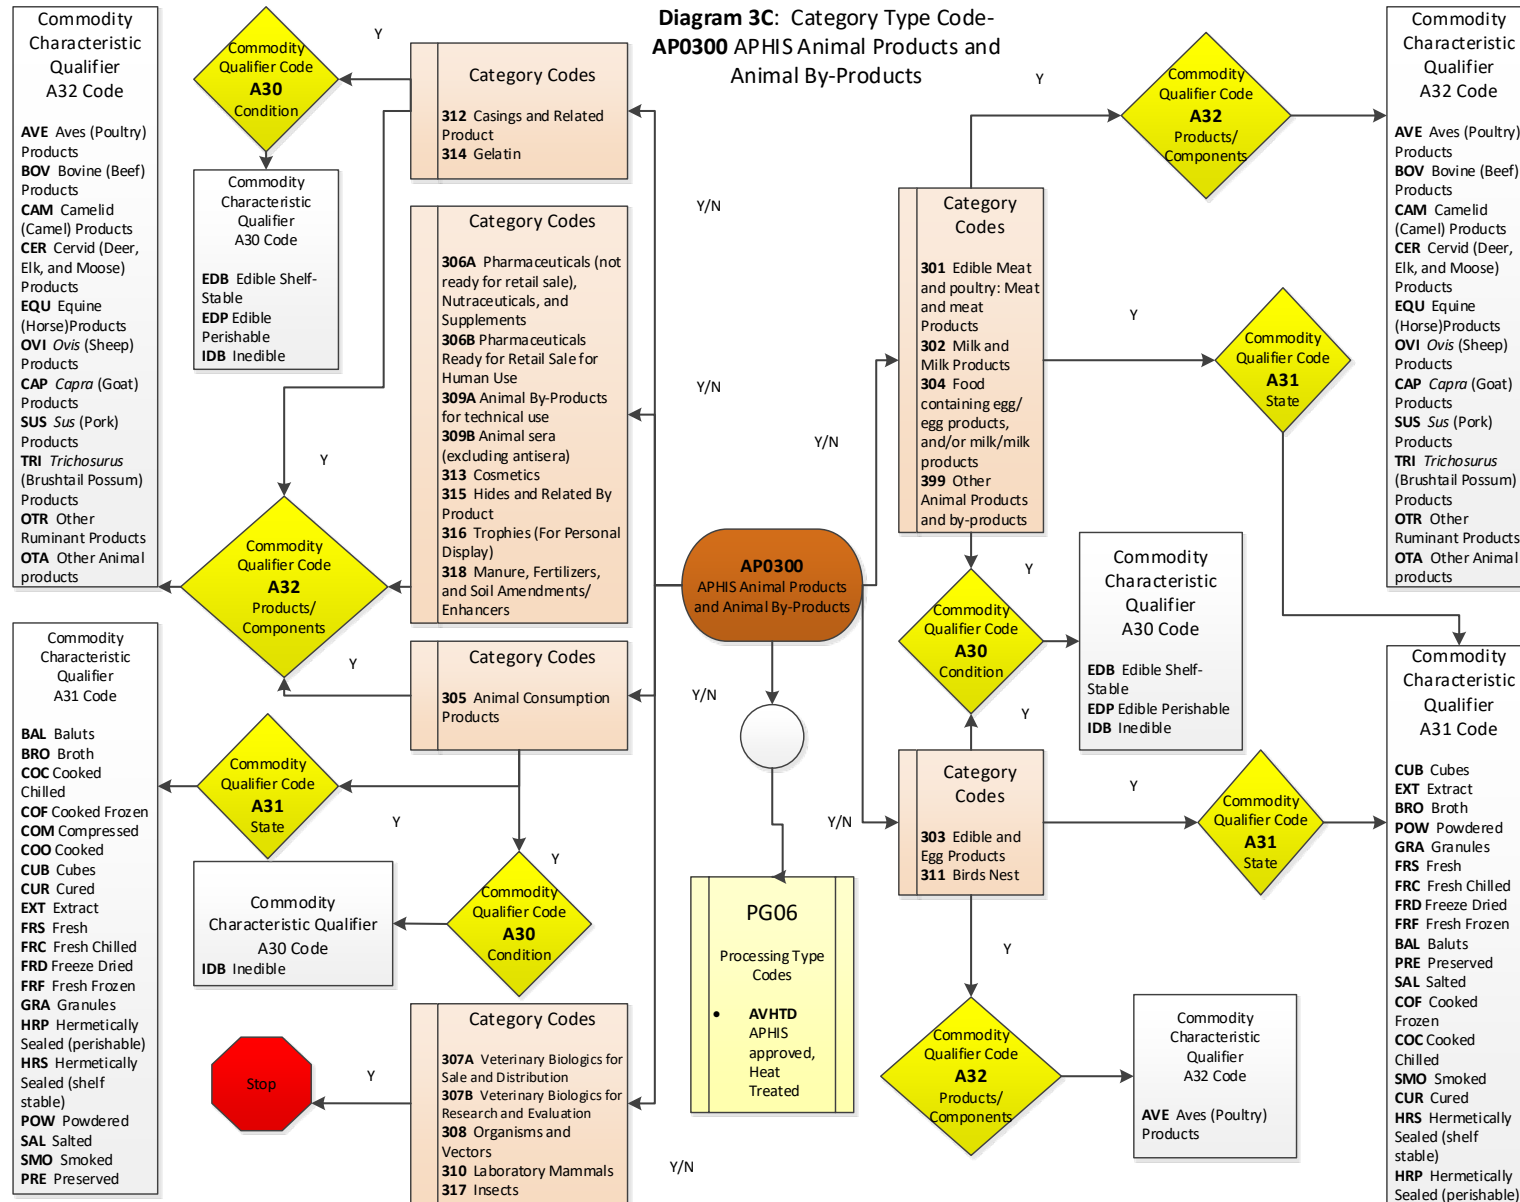 Diagram 3C: Category Type Code-
AP0300 APHIS Animal Products and
Animal By-Products
Commodity
Characteristic
Qualifier
A32 Code
AVE Aves (Poultry)
Products
BOV Bovine (Beef)
Products
CAM Camelid
(Camel) Products
CER Cervid (Deer,
Elk, and Moose)
Products
EQU Equine
(Horse)Products
OVI Ovis (Sheep)
Products
CAP Capra (Goat)
Products
SUS Sus (Pork)
Products
TRI Trichosurus
(Brushtail Possum)
Products
OTR Other
Ruminant Products
OTA Other Animal
products
Y
Commodity
Qualifier Code
A30
Condition
Commodity
Characteristic
Qualifier
A30 Code
EDB Edible Shelf-
Stable
EDP Edible
Perishable
IDB Inedible
Category Codes
312 Casings and Related
Product
314 Gelatin
Y/N
Category Codes
306A Pharmaceuticals (not
ready for retail sale),
Nutraceuticals, and
Supplements
306B Pharmaceuticals
Ready for Retail Sale for
Human Use
309A Animal By-Products
for technical use
309B Animal sera
(excluding antisera)
313 Cosmetics
315 Hides and Related By
Product
316 Trophies (For Personal
Display)
318 Manure, Fertilizers,
and Soil Amendments/
Enhancers
Y/N
Y
Commodity
Qualifier Code
A32
Products/
Components
Y
Category Codes
305 Animal Consumption
Products
Y/N
Commodity
Characteristic
Qualifier
A31 Code
BAL Baluts
BRO Broth
COC Cooked
Chilled
COF Cooked Frozen
COM Compressed
COO Cooked
CUB Cubes
CUR Cured
EXT Extract
FRS Fresh
FRC Fresh Chilled
FRD Freeze Dried
FRF Fresh Frozen
GRA Granules
HRP Hermetically
Sealed (perishable)
HRS Hermetically
Sealed (shelf
stable)
POW Powdered
SAL Salted
SMO Smoked
PRE Preserved
Commodity
Qualifier Code
A31
State
Y
Y
Commodity
Qualifier Code
A30
Condition
Commodity
Characteristic Qualifier
A30 Code
IDB Inedible
Category Codes
307A Veterinary Biologics for
Sale and Distribution
307B Veterinary Biologics for
Research and Evaluation
308 Organisms and
Vectors
310 Laboratory Mammals
317 Insects
Y
Stop
Y/N
AP0300
APHIS Animal Products
and Animal By-Products
PG06
Processing Type
Codes
• AVHTD
APHIS
approved,
Heat
Treated
Y/N
Category
Codes
301 Edible Meat
and poultry: Meat
and meat
Products
302 Milk and
Milk Products
304 Food
containing egg/
egg products,
and/or milk/milk
products
399 Other
Animal Products
and by-products
Y
Commodity
Qualifier Code
A32
Products/
Components
Commodity
Characteristic
Qualifier
A32 Code
AVE Aves (Poultry)
Products
BOV Bovine (Beef)
Products
CAM Camelid
(Camel) Products
CER Cervid (Deer,
Elk, and Moose)
Products
EQU Equine
(Horse)Products
OVI Ovis (Sheep)
Products
CAP Capra (Goat)
Products
SUS Sus (Pork)
Products
TRI Trichosurus
(Brushtail Possum)
Products
OTR Other
Ruminant Products
OTA Other Animal
products
Y
Commodity
Qualifier Code
A31
State
Y
Commodity
Qualifier Code
A30
Condition
Y
Commodity
Characteristic
Qualifier
A30 Code
EDB Edible Shelf-
Stable
EDP Edible Perishable
IDB Inedible
Y/N
Category
Codes
303 Edible and
Egg Products
311 Birds Nest
Y
Commodity
Qualifier Code
A31
State
Commodity
Characteristic
Qualifier
A31 Code
CUB Cubes
EXT Extract
BRO Broth
POW Powdered
GRA Granules
FRS Fresh
FRC Fresh Chilled
FRD Freeze Dried
FRF Fresh Frozen
BAL Baluts
PRE Preserved
SAL Salted
COF Cooked
Frozen
COC Cooked
Chilled
SMO Smoked
CUR Cured
HRS Hermetically
Sealed (shelf
stable)
HRP Hermetically
Sealed (perishable)
Y
Commodity
Qualifier Code
A32
Products/
Components
Commodity
Characteristic
Qualifier
A32 Code
AVE Aves (Poultry)
Products